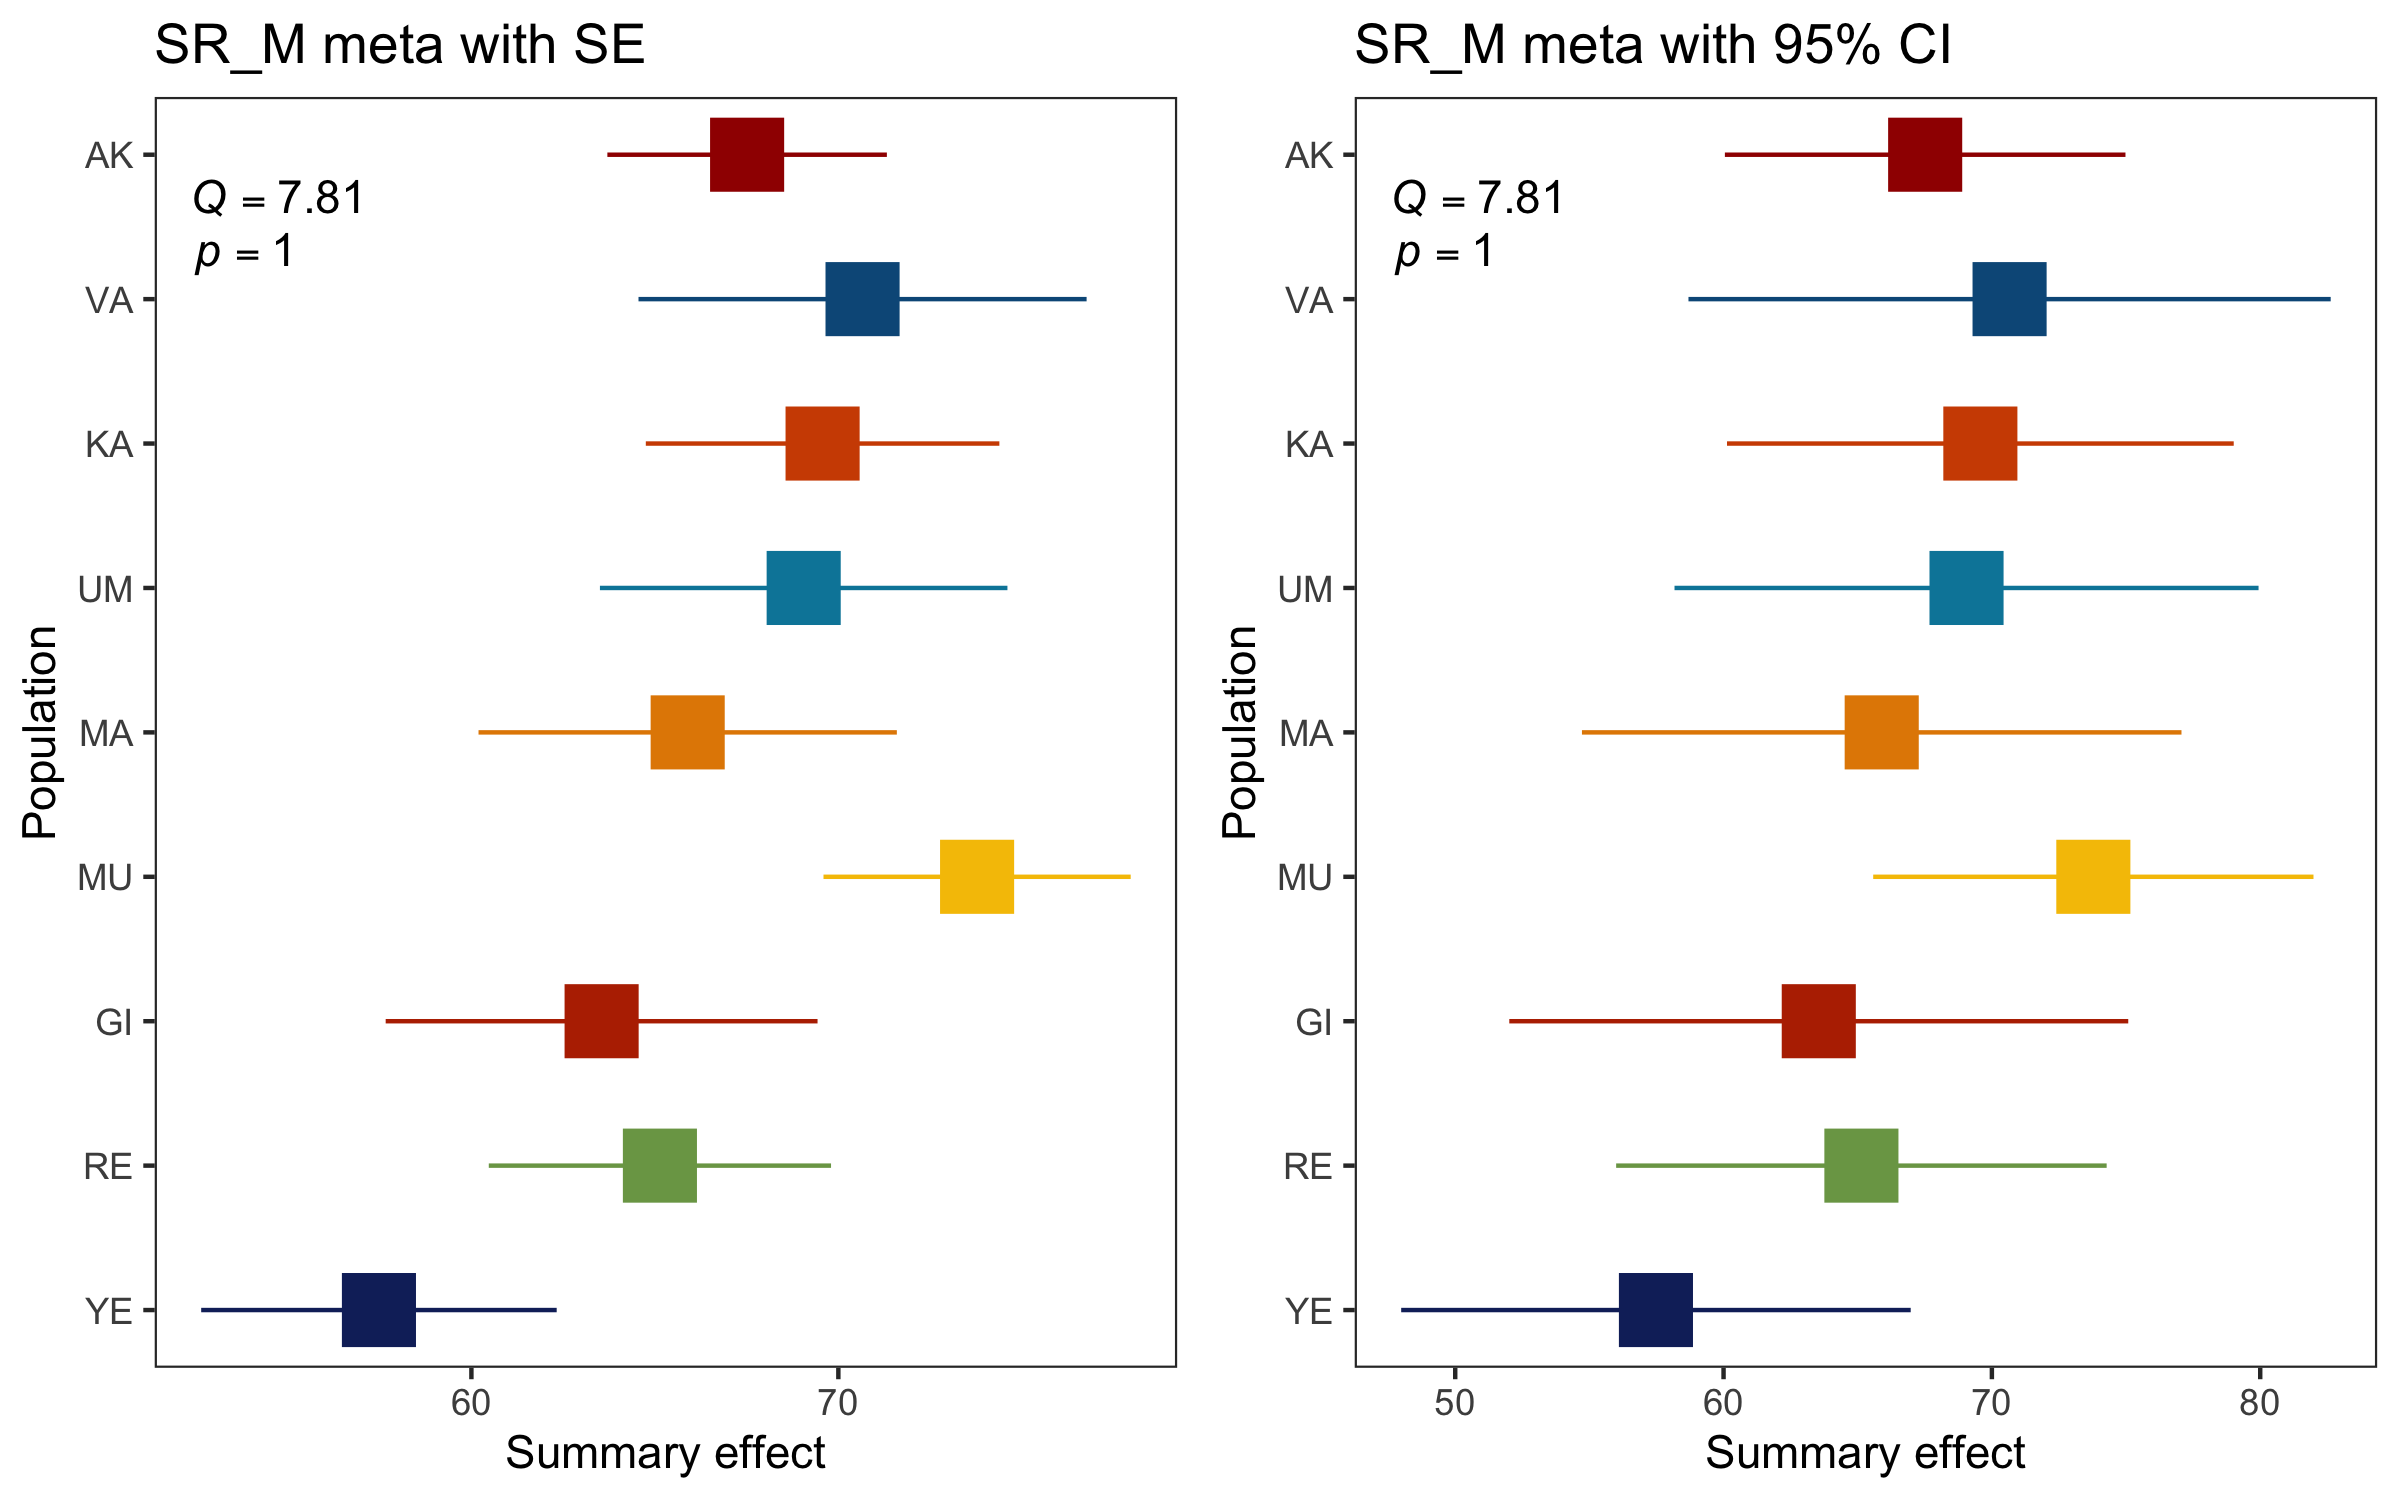 SR_M meta with SE
Q = 7.81
p = 1
AK
VA
KA
UM
MA
MU
GI
RE
YE
Population
60 70
Summary effect
SR_M meta with 95% CI
Q = 7.81
p = 1
AK
VA
KA
UM
MA
MU
GI
RE
YE
Population
50 60 70 80
Summary effect